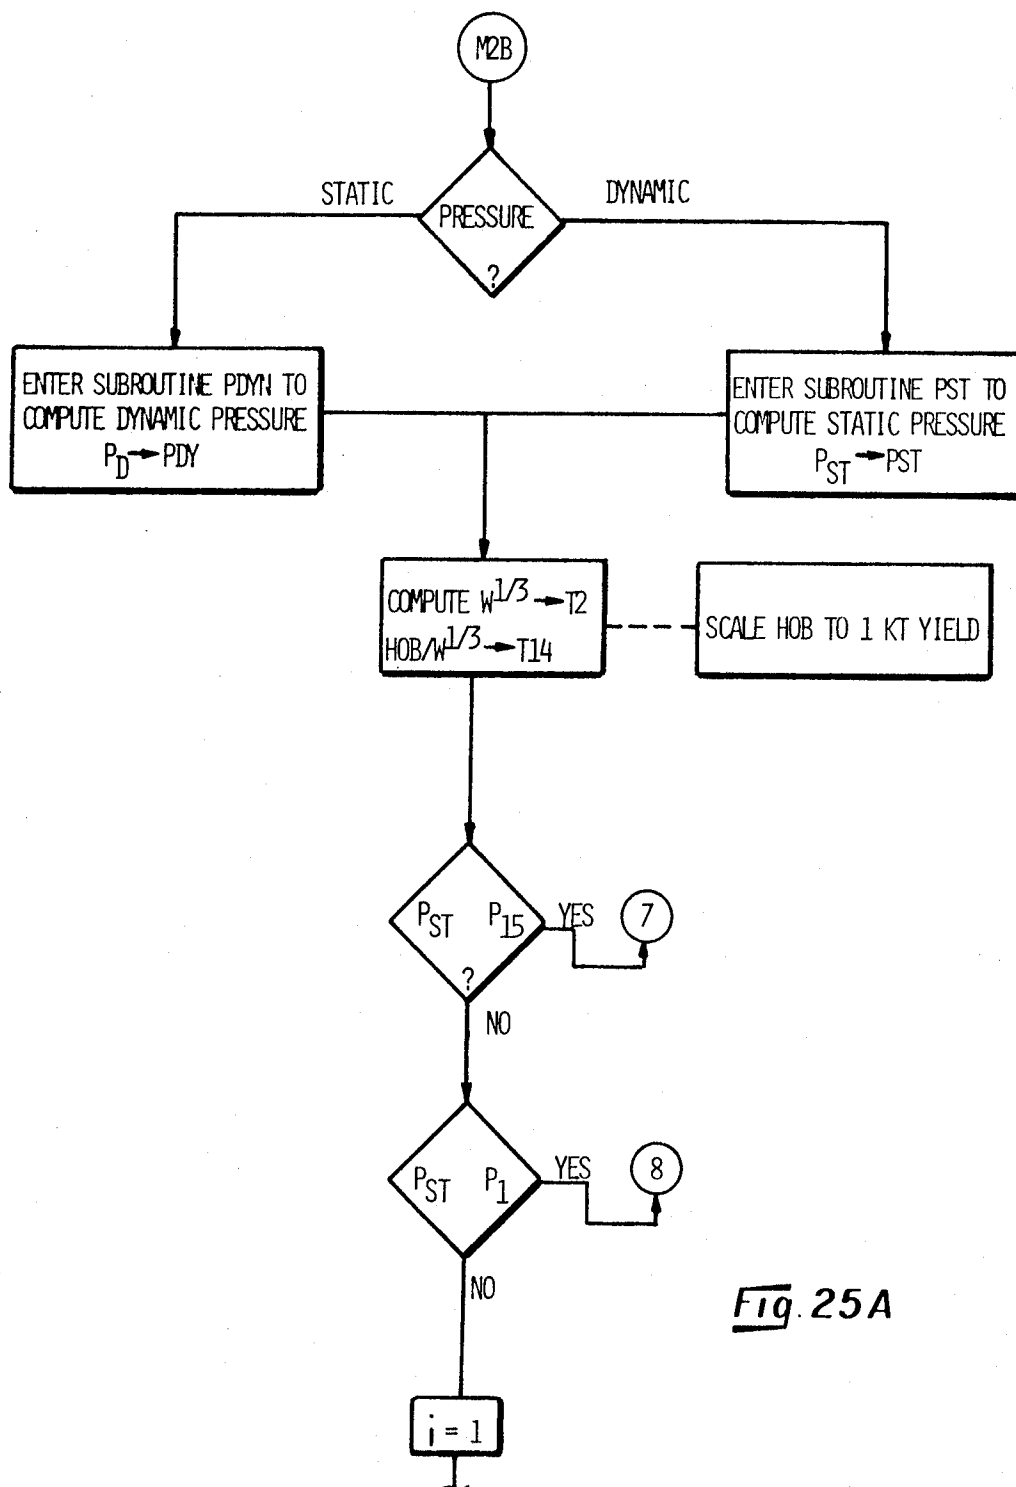 M2B
STATIC
DYNAMIC
PRESSURE
?
ENTER SUBROUTINE PDYN TO
COMPUTE DYNAMIC PRESSURE
P_D→PDY
ENTER SUBROUTINE PST TO
COMPUTE STATIC PRESSURE
P_ST→PST
COMPUTE W^1/3→T2
HOB/W^1/3→T14
SCALE HOB TO 1 KT YIELD
P_ST P_15
?
YES
7
NO
P_ST P_1
YES
8
NO
Fig. 25A
j = 1